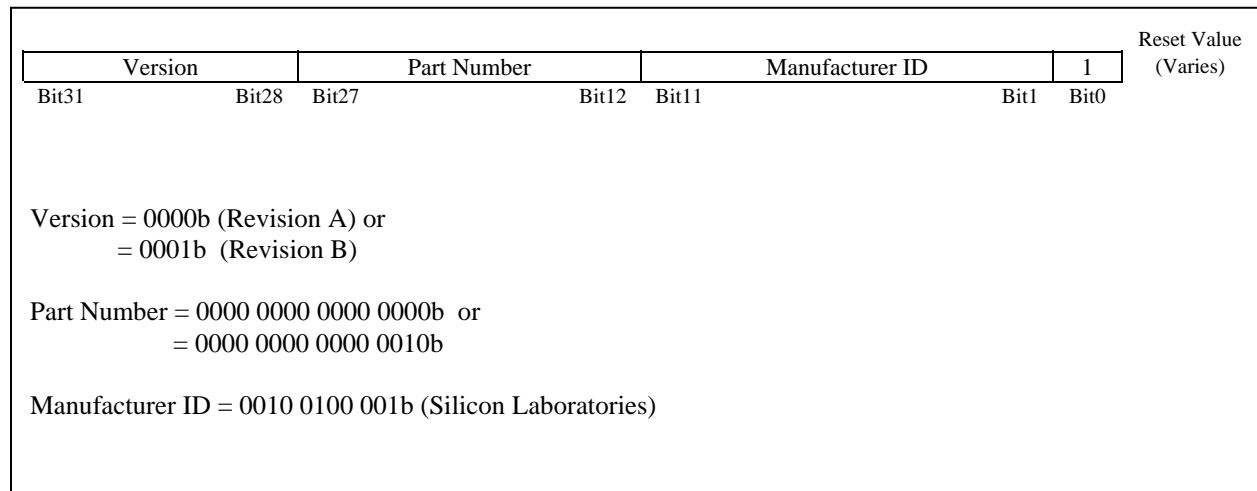 Reset Value
Version Part Number Manufacturer ID 1 (Varies)
Bit31 Bit28 Bit27 Bit12 Bit11 Bit1 Bit0
Version = 0000b (Revision A) or
= 0001b (Revision B)
Part Number = 0000 0000 0000 0000b or
= 0000 0000 0000 0010b
Manufacturer ID = 0010 0100 001b (Silicon Laboratories)